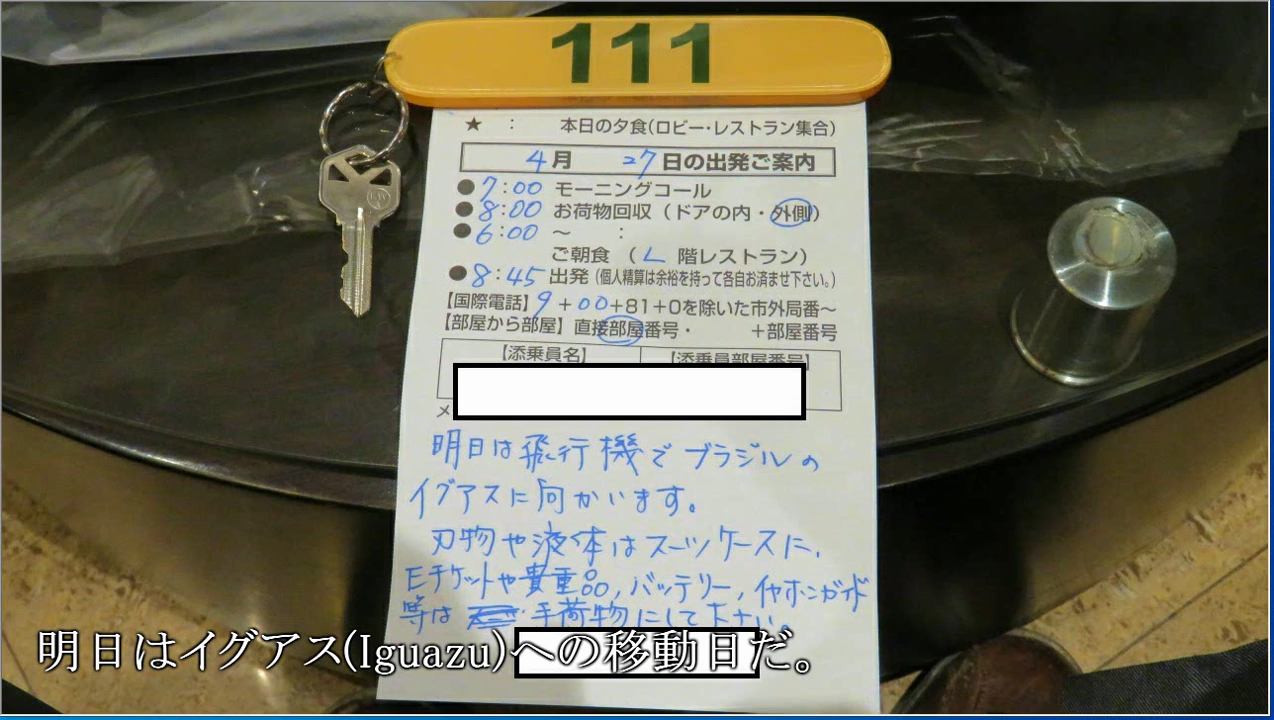 111
★ : 本日の夕食(ロビー・レストラン集合)
4月 27日の出発ご案内
●7:00 モーニングコール
●8:00 お荷物回収(ドアの内・外側)
●6:00 ～ :
ご朝食 (L 階レストラン)
●8:45 出発(個人精算は余裕を持って各自お済ませ下さい。)
【国際電話】9+00+81+0を除いた市外局番～
【部屋から部屋】直接部屋番号・ +部屋番号
【添乗員名】 【添乗員部屋番号】
メ
明日は飛行機でブラジルの
イグアスに向かいます。
刃物や液体はスーツケースに、
Eチケットや貴重品、バッテリー、イヤホンガイド
等は 手荷物にして下さい。
明日はイグアス(Iguazu)への移動日だ。